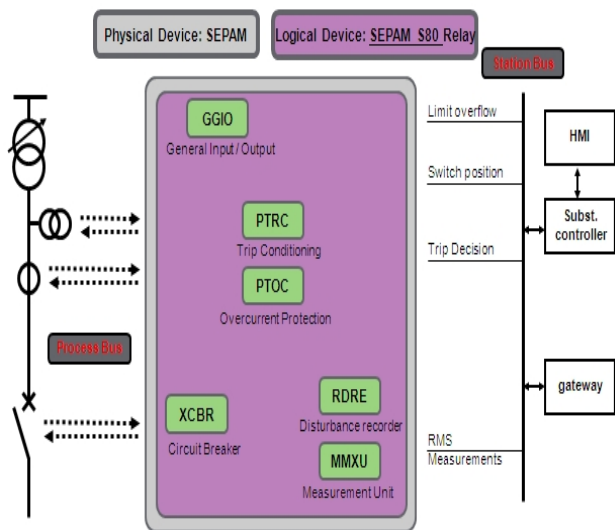 Physical Device: SEPAM
Logical Device: SEPAM S80 Relay
Station Bus
GGIO
General Input / Output
Limit overflow
HMI
Switch position
PTRC
Trip Conditioning
Subst.
controller
Trip Decision
PTOC
Overcurrent Protection
Process Bus
gateway
XCBR
Circuit Breaker
RDRE
Disturbance recorder
RMS
Measurements
MMXU
Measurement Unit